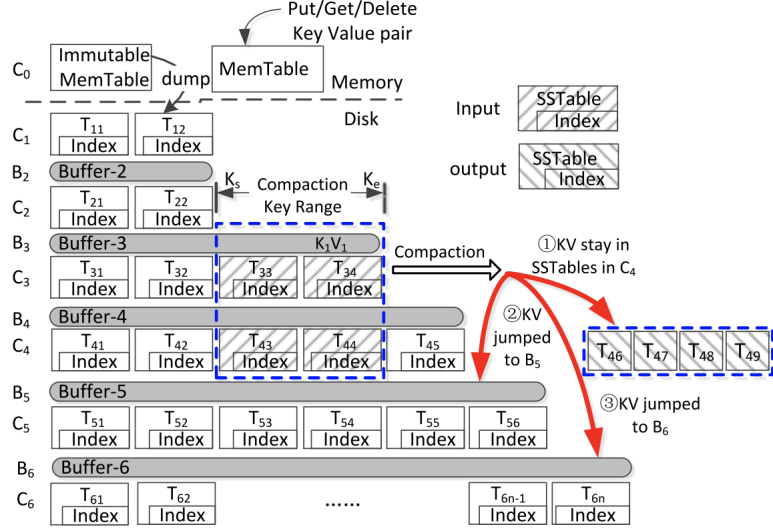 Put/Get/Delete
Key Value pair
C0
Immutable
MemTable
dump
MemTable
Memory
Disk
Input
SSTable
Index
output
SSTable
Index
C1
T11
Index
T12
Index
B2
Buffer-2
Ks
Compaction
Key Range
Ke
C2
T21
Index
T22
Index
B3
Buffer-3
K1V1
Compaction
①KV stay in
SSTables in C4
C3
T31
Index
T32
Index
T33
Index
T34
Index
B4
Buffer-4
②KV
jumped
to B5
C4
T41
Index
T42
Index
T43
Index
T44
Index
T45
Index
T46
T47
T48
T49
B5
Buffer-5
③KV jumped
to B6
C5
T51
Index
T52
Index
T53
Index
T54
Index
T55
Index
T56
Index
B6
Buffer-6
C6
T61
Index
T62
Index
......
T6n-1
Index
T6n
Index